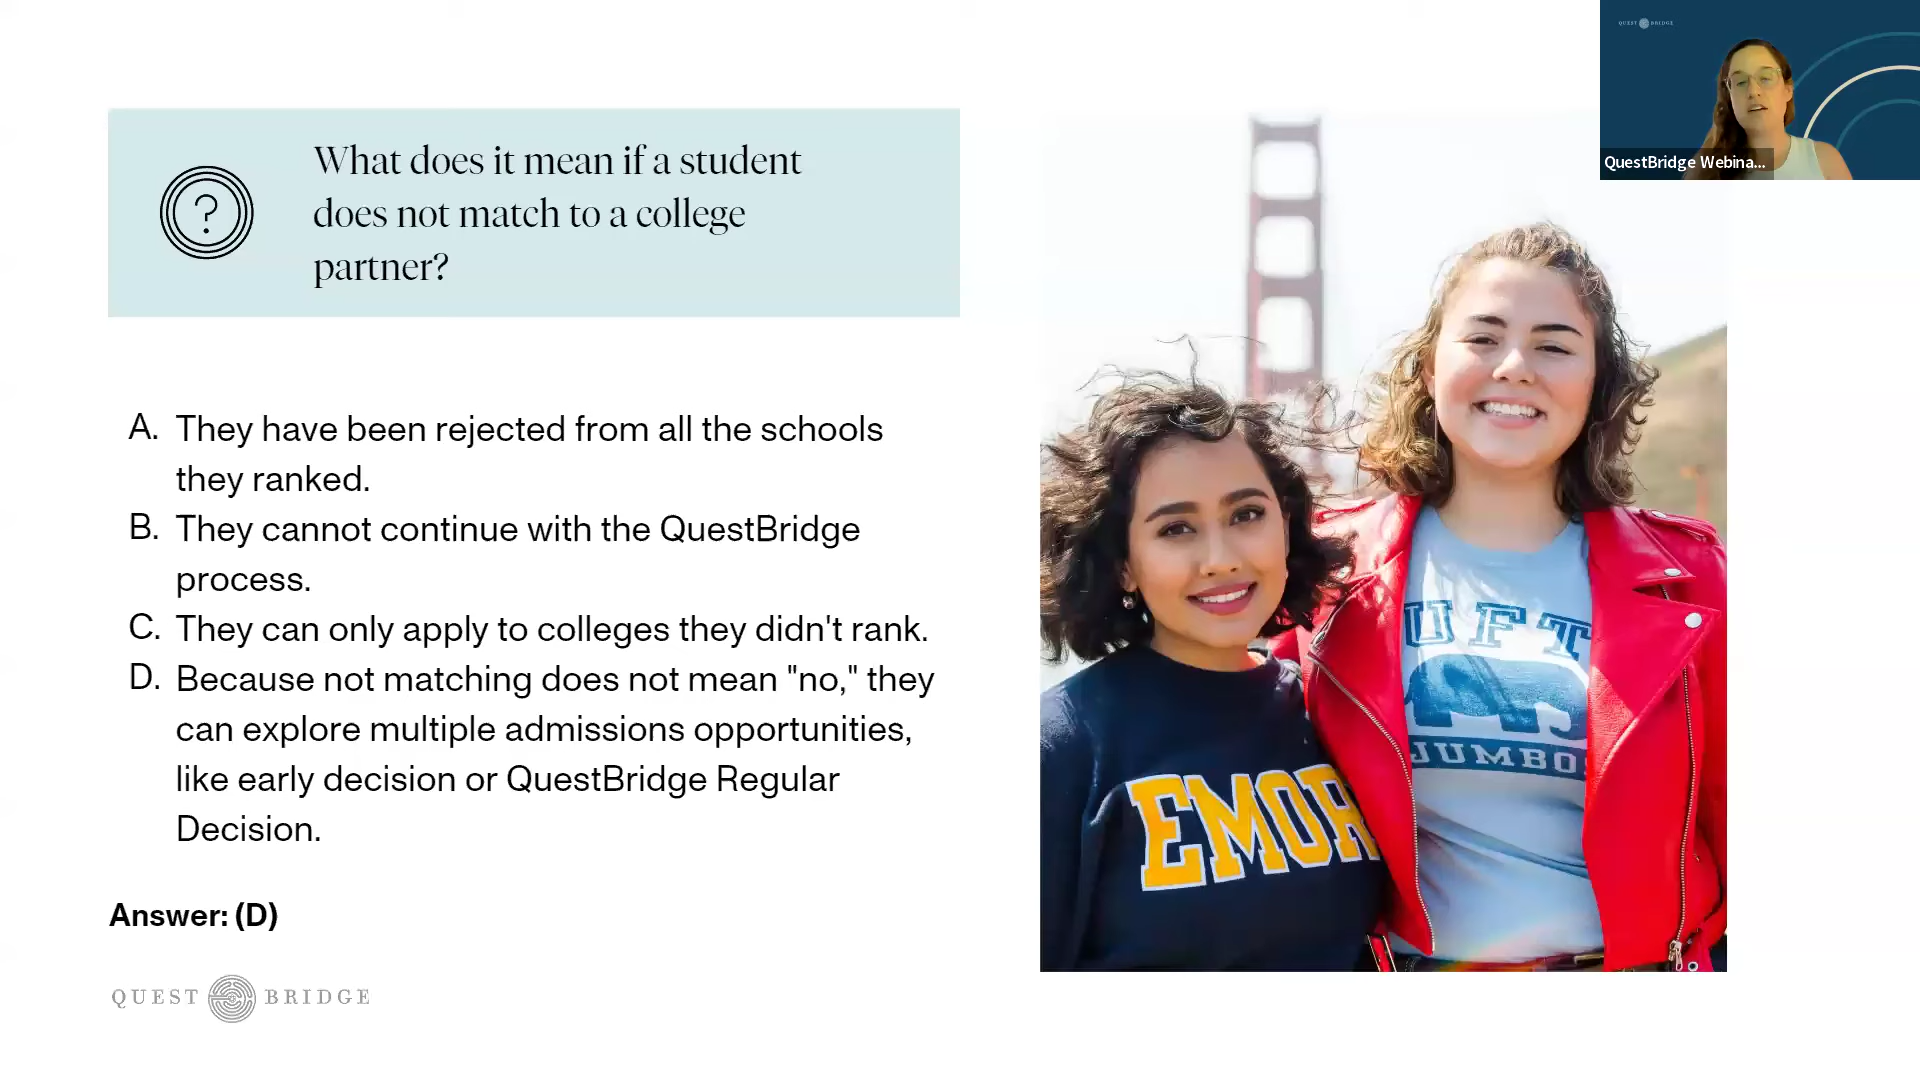 QUEST BRIDGE
QuestBridge Webina...
?
What does it mean if a student
does not match to a college
partner?
A. They have been rejected from all the schools
they ranked.
B. They cannot continue with the QuestBridge
process.
C. They can only apply to colleges they didn't rank.
D. Because not matching does not mean "no," they
can explore multiple admissions opportunities,
like early decision or QuestBridge Regular
Decision.
Answer: (D)
UFT
JUMBO
EMOR
QUEST BRIDGE